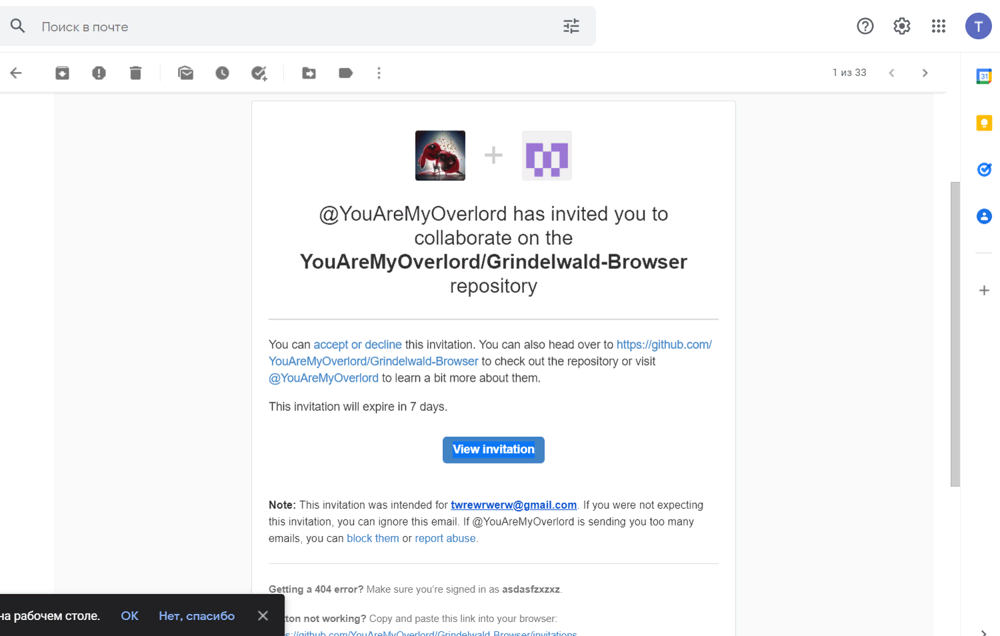 Поиск в почте
T
1 из 33
31
@YouAreMyOverlord has invited you to
collaborate on the
YouAreMyOverlord/Grindelwald-Browser
repository
You can accept or decline this invitation. You can also head over to https://github.com/
YouAreMyOverlord/Grindelwald-Browser to check out the repository or visit
@YouAreMyOverlord to learn a bit more about them.
This invitation will expire in 7 days.
View invitation
Note: This invitation was intended for twrewrwerw@gmail.com. If you were not expecting
this invitation, you can ignore this email. If @YouAreMyOverlord is sending you too many
emails, you can block them or report abuse.
Getting a 404 error? Make sure you're signed in as asdasfzxzxz.
tton not working? Copy and paste this link into your browser:
s://github.com/YouAreMyOverlord/Grindelwald-Browser/invitations
на рабочем столе. ОК Нет, спасибо